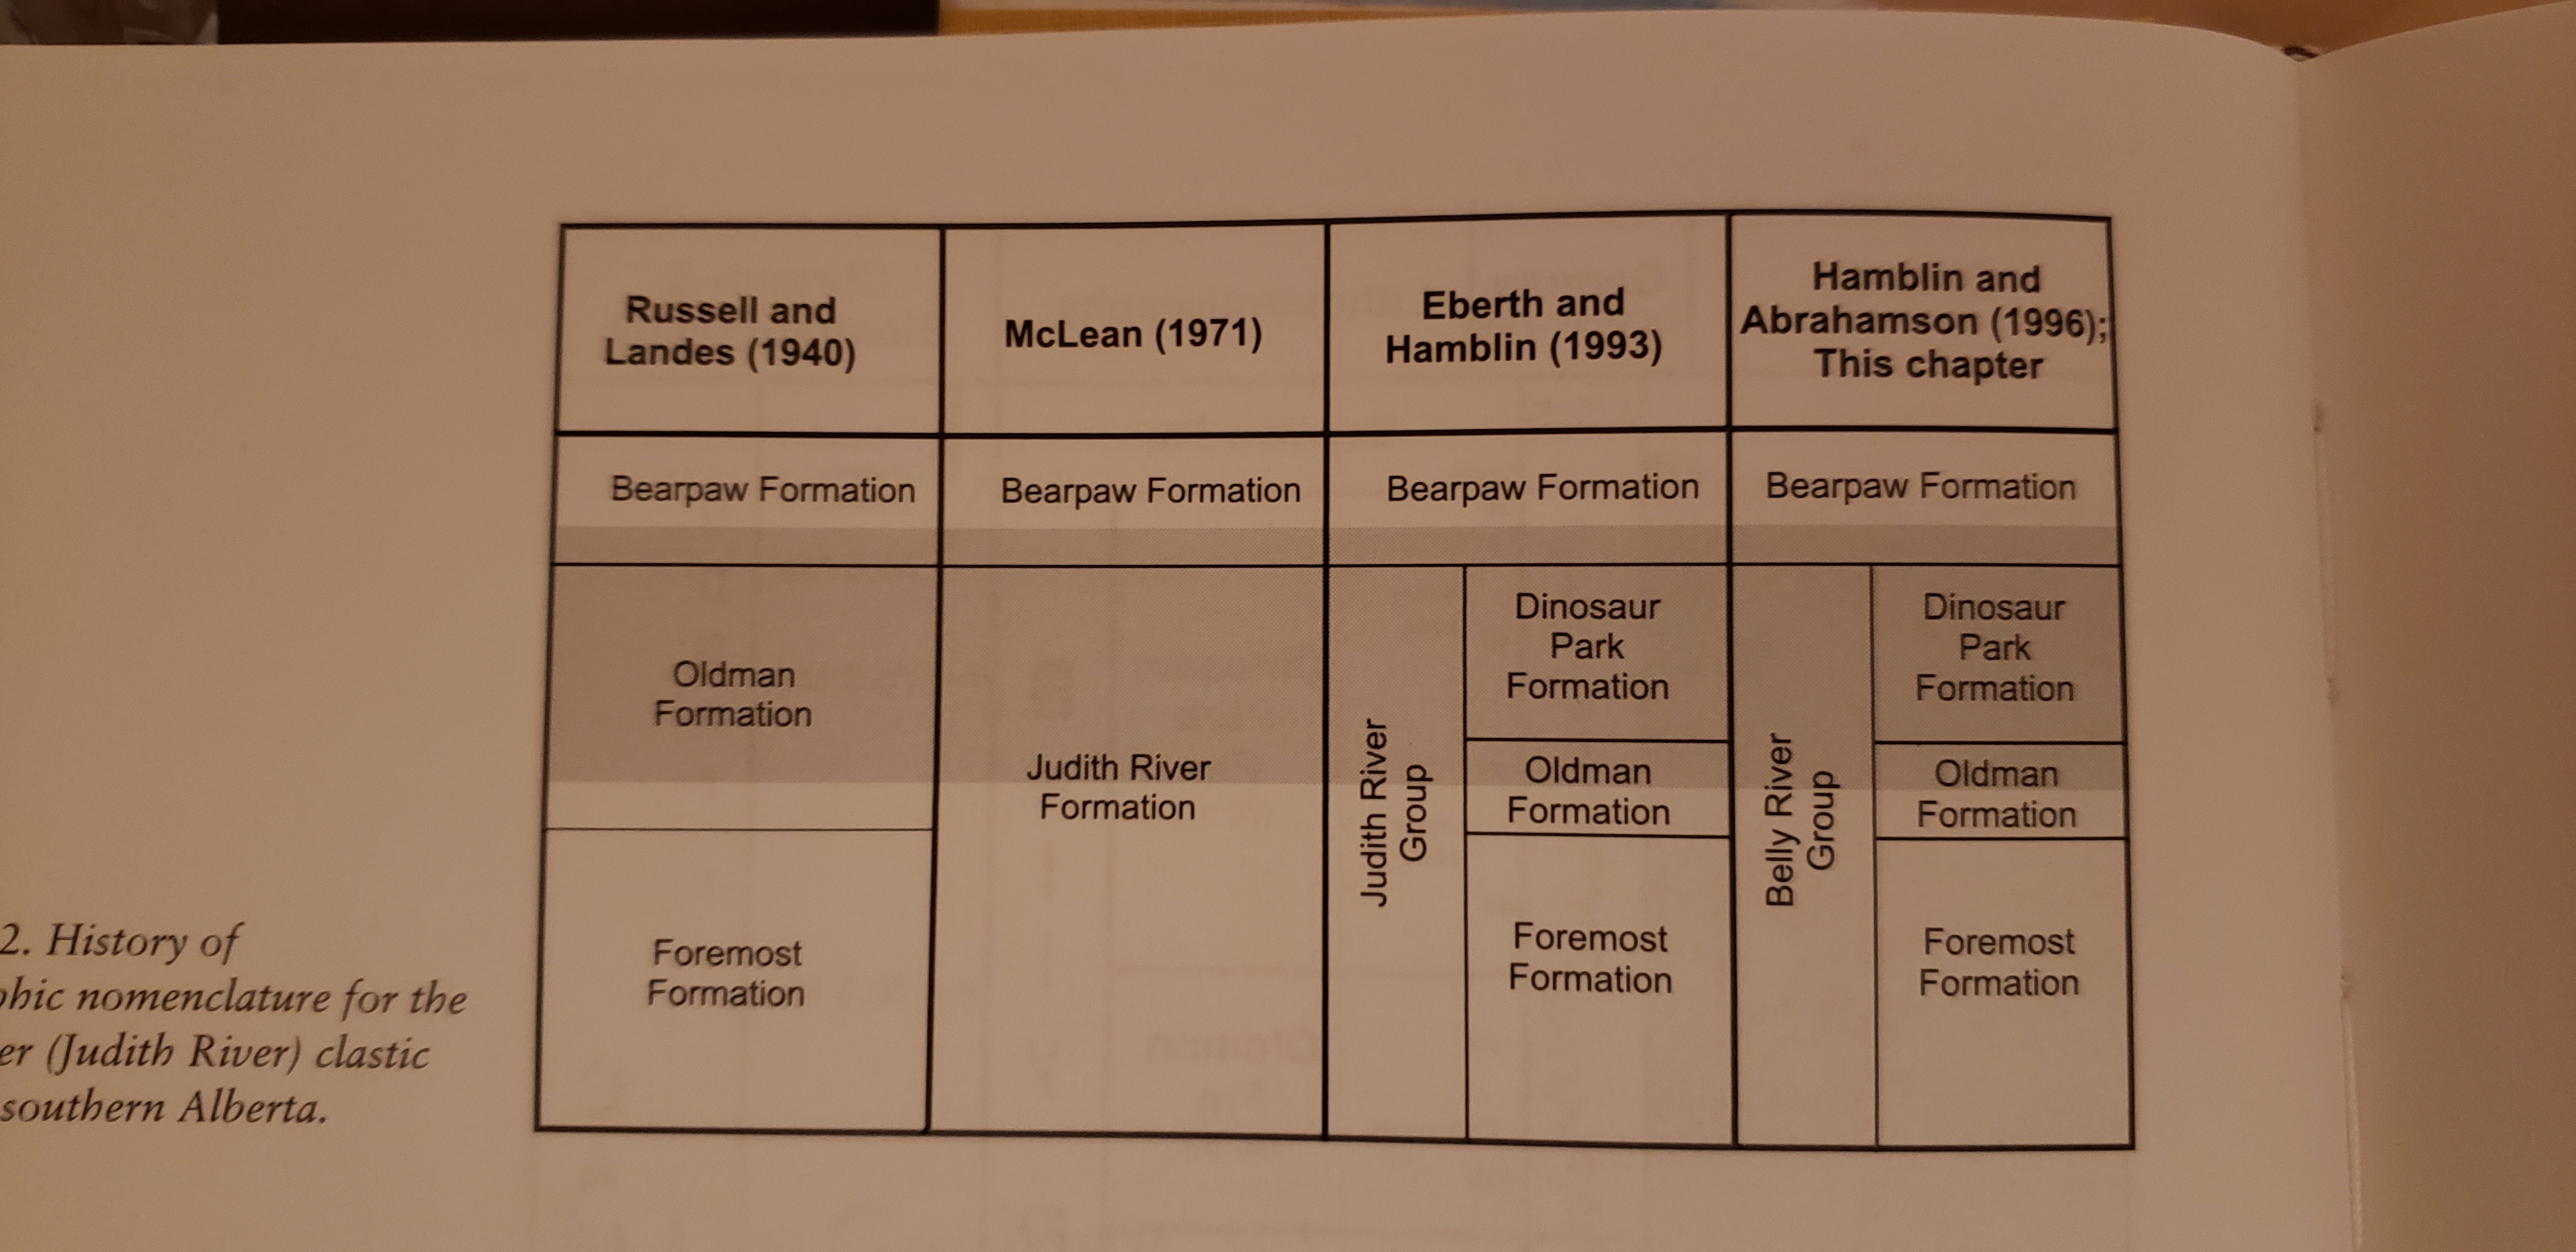 Russell and
Landes (1940)
McLean (1971)
Eberth and
Hamblin (1993)
Hamblin and
Abrahamson (1996);
This chapter
Bearpaw Formation
Bearpaw Formation
Bearpaw Formation
Bearpaw Formation
Oldman
Formation
Foremost
Formation
Judith River
Formation
Judith River
Group
Dinosaur
Park
Formation
Oldman
Formation
Foremost
Formation
Belly River
Group
Dinosaur
Park
Formation
Oldman
Formation
Foremost
Formation
2. History of
phic nomenclature for the
er (Judith River) clastic
southern Alberta.